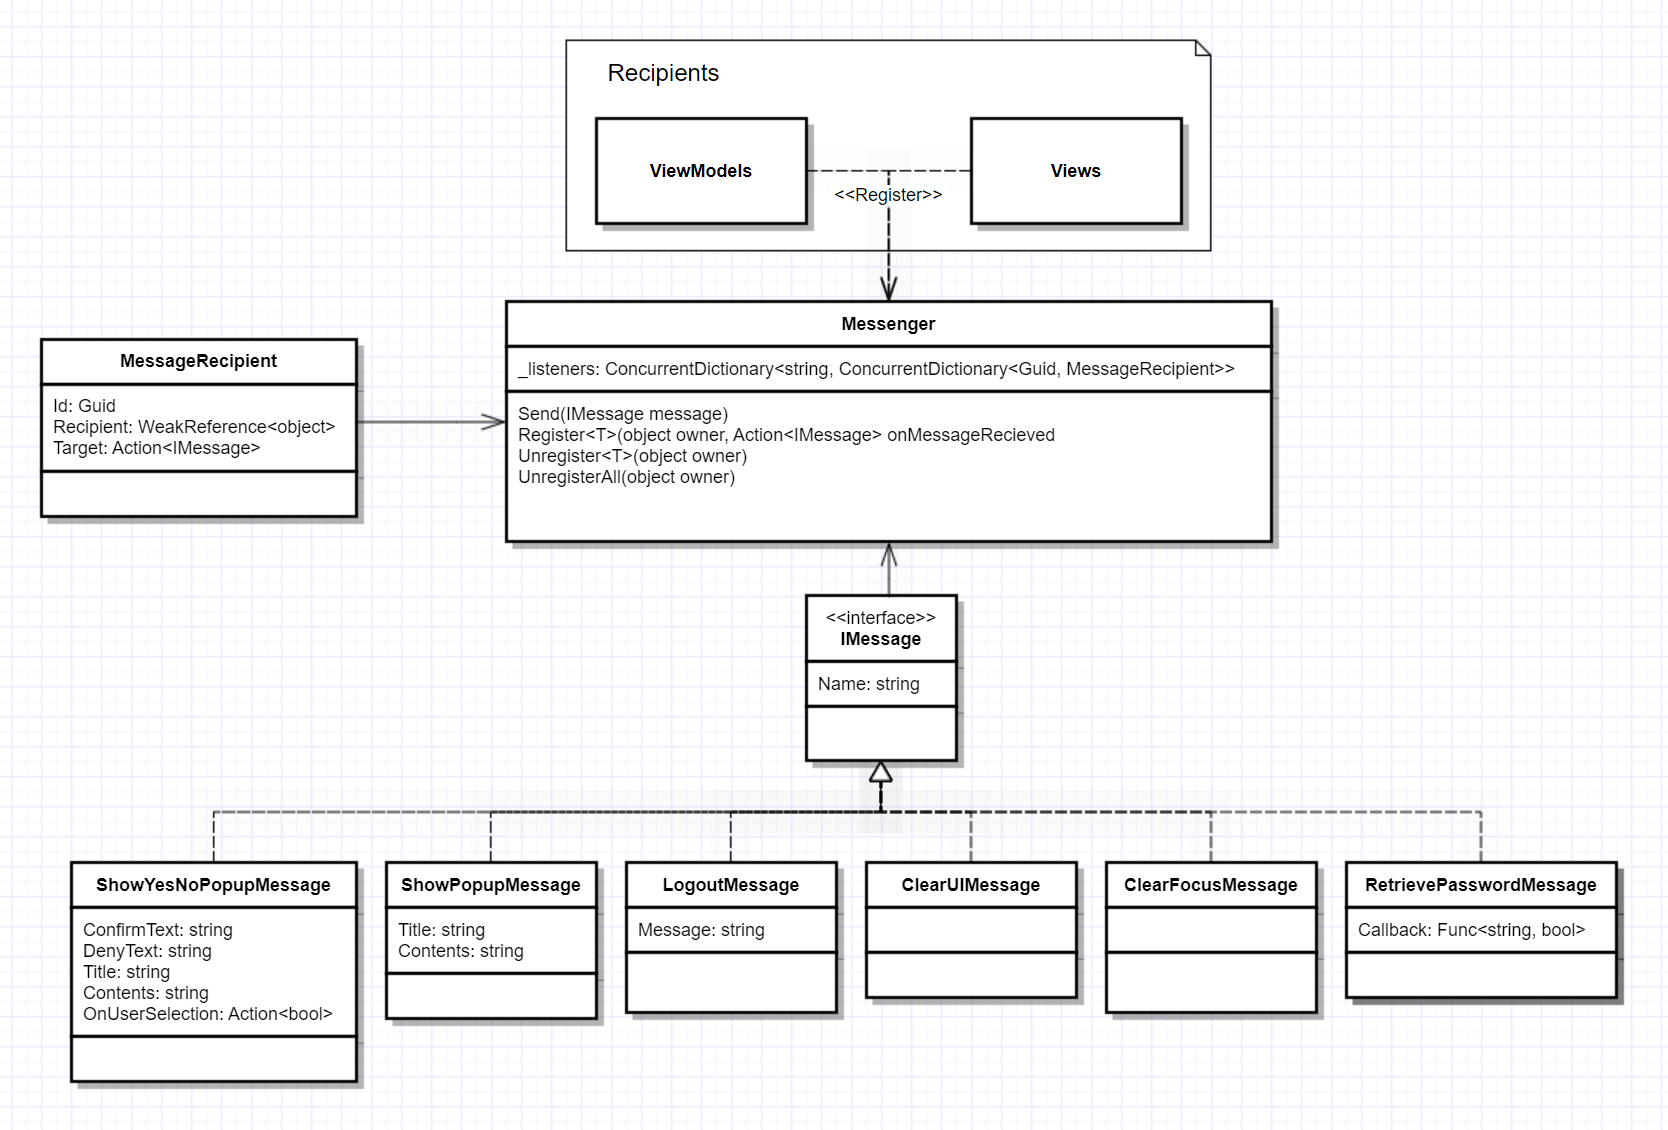 Recipients
ViewModels
Views
<<Register>>
Messenger
_listeners: ConcurrentDictionary<string, ConcurrentDictionary<Guid, MessageRecipient>>
Send(IMessage message)
Register<T>(object owner, Action<IMessage> onMessageRecieved
Unregister<T>(object owner)
UnregisterAll(object owner)
MessageRecipient
Id: Guid
Recipient: WeakReference<object>
Target: Action<IMessage>
<<interface>>
IMessage
Name: string
ShowYesNoPopupMessage
ConfirmText: string
DenyText: string
Title: string
Contents: string
OnUserSelection: Action<bool>
ShowPopupMessage
Title: string
Contents: string
LogoutMessage
Message: string
ClearUIMessage
ClearFocusMessage
RetrievePasswordMessage
Callback: Func<string, bool>